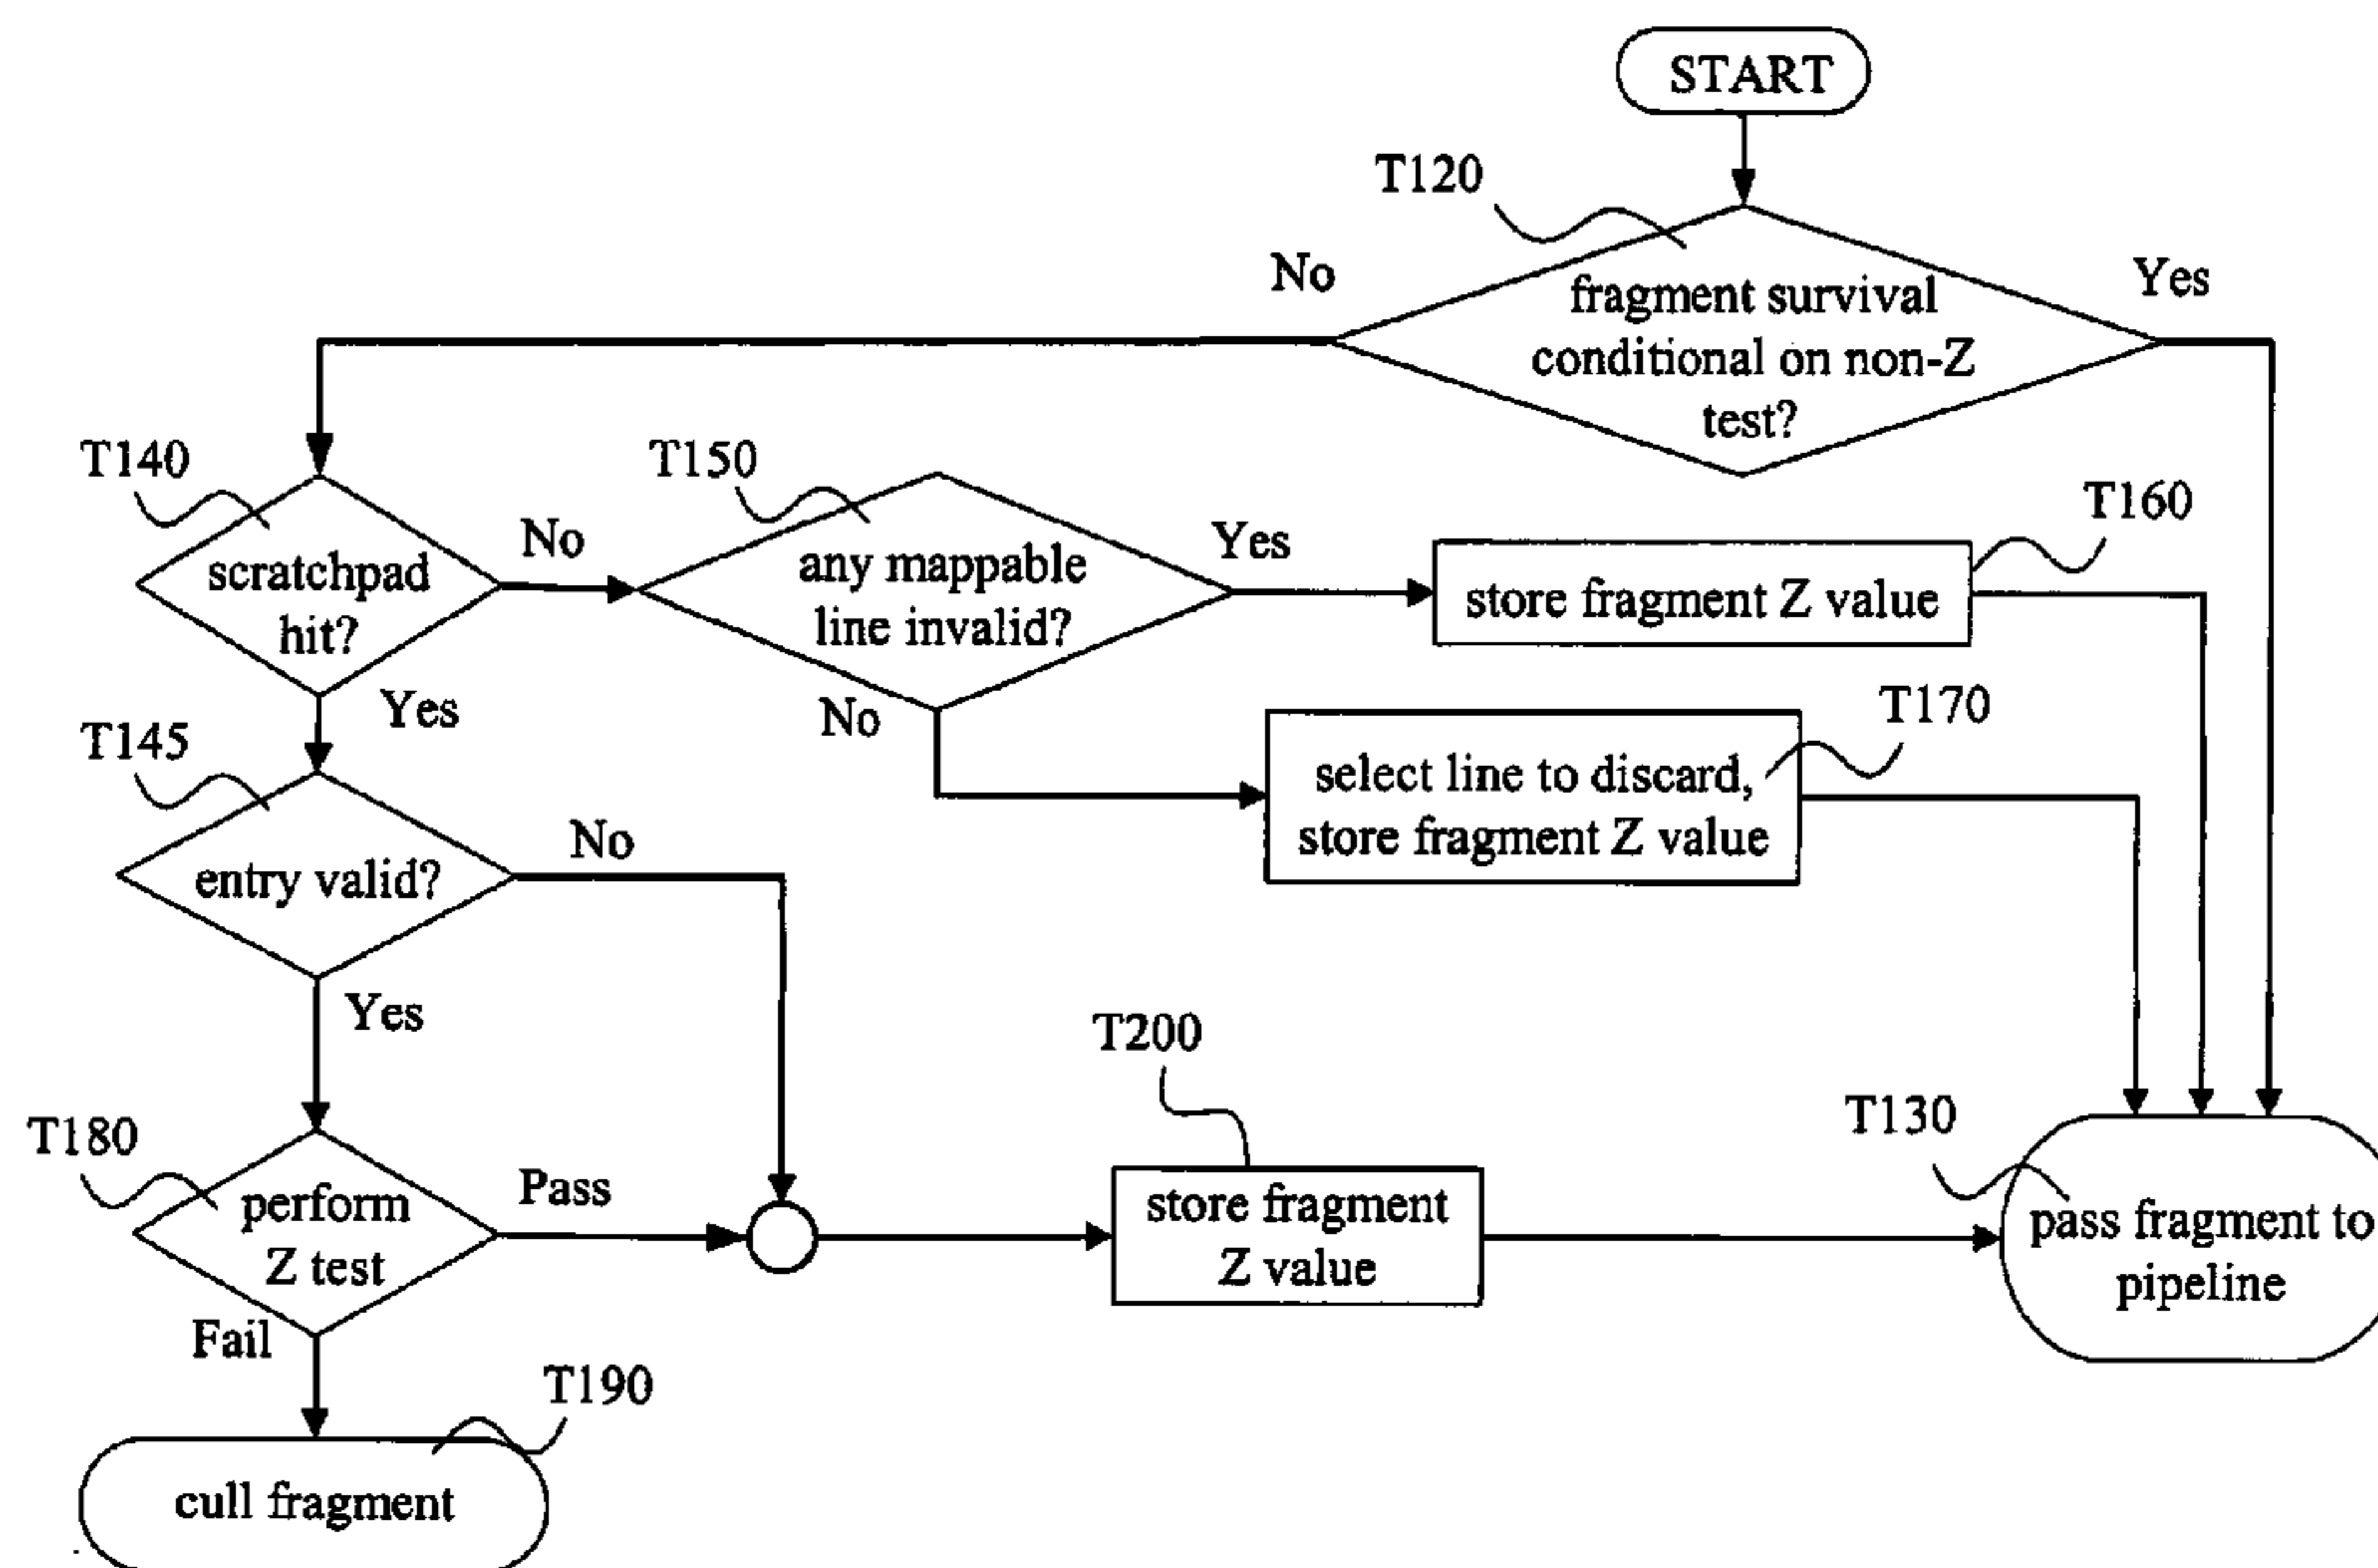 START
T120
No
Yes
fragment survival
conditional on non-Z
test?
T140
T150
T160
No
Yes
scratchpad
hit?
any mappable
line invalid?
store fragment Z value
Yes
No
T170
T145
select line to discard,
store fragment Z value
No
entry valid?
Yes
T200
T130
T180
Pass
perform
Z test
store fragment
Z value
pass fragment to
pipeline
Fail
T190
cull fragment